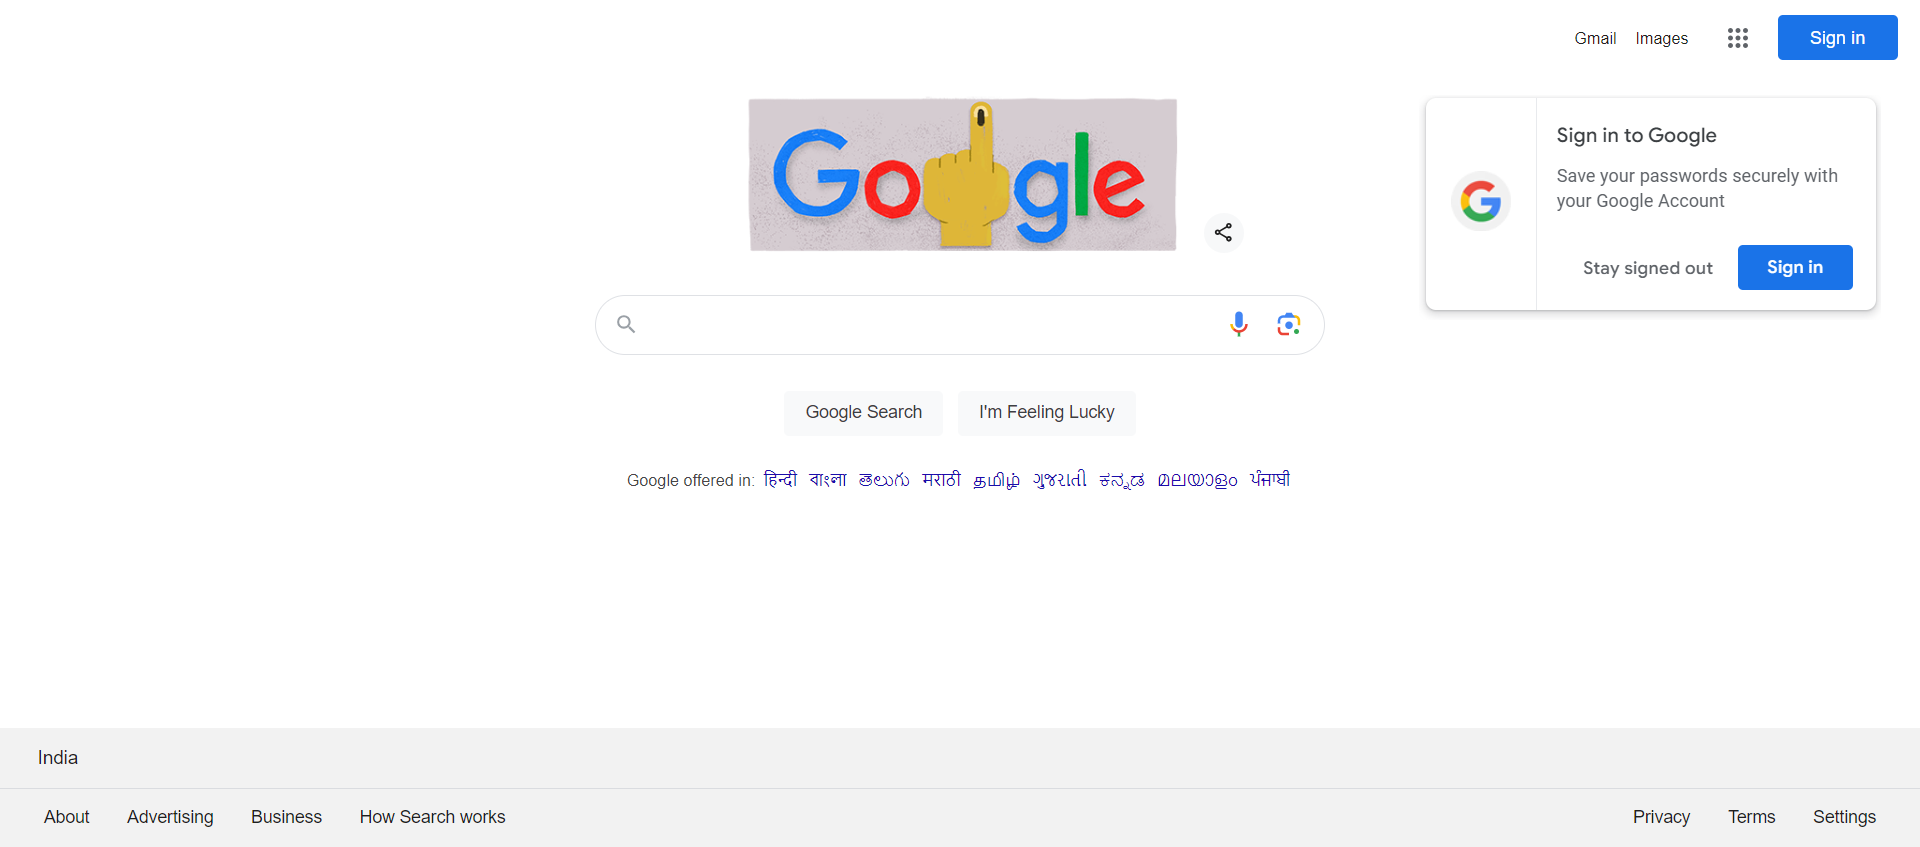 Gmail Images Sign in
Google
Sign in to Google
Save your passwords securely with
your Google Account
Stay signed out Sign in
Google Search I'm Feeling Lucky
Google offered in: हिन्दी বাংলা తెలుగు मराठी தமிழ் ગુજરાતી ಕನ್ನಡ മലയാളം ਪੰਜਾਬੀ
India
About Advertising Business How Search works Privacy Terms Settings